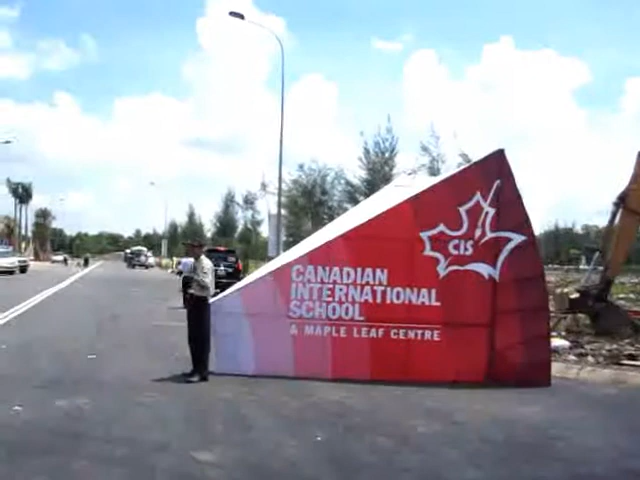 CIS
CANADIAN
INTERNATIONAL
SCHOOL
& MAPLE LEAF CENTRE